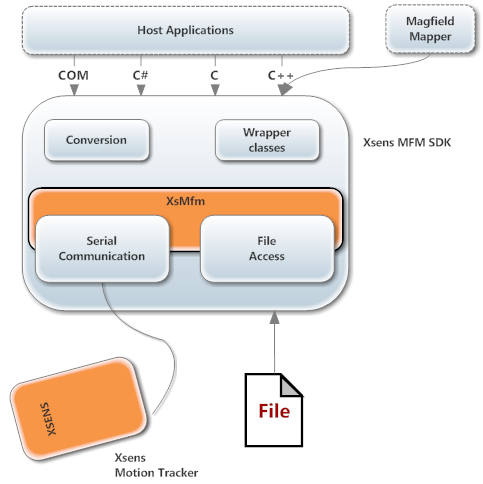 Host Applications
Magfield
Mapper
COM
C#
C
C++
Conversion
Wrapper
classes
Xsens MFM SDK
XsMfm
Serial
Communication
File
Access
XSENS
File
Xsens
Motion Tracker